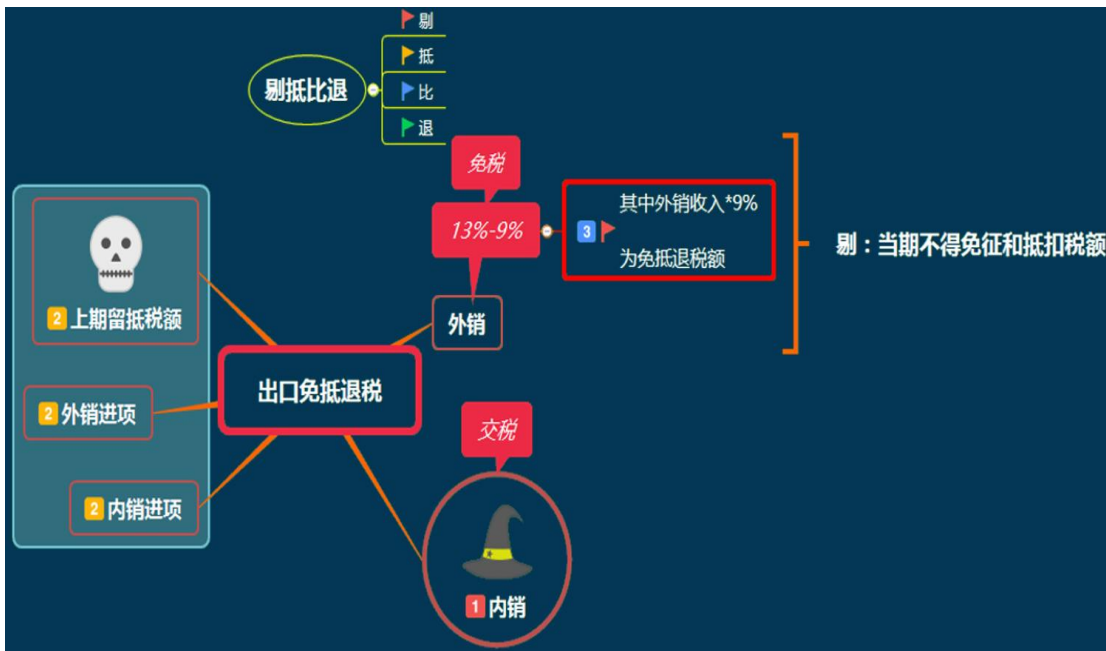 剔抵比退
剔
抵
比
退
免税
13%-9%
3
其中外销收入*9%
为免抵退税额
剔：当期不得免征和抵扣税额
外销
2 上期留抵税额
出口免抵退税
2 外销进项
2 内销进项
交税
1 内销